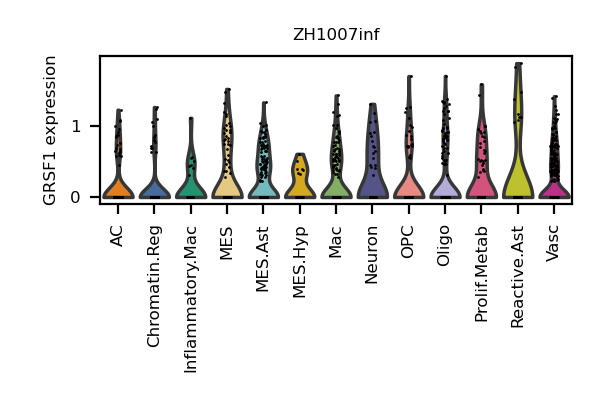 ZH1007inf
GRSF1 expression
1
0
AC
Chromatin.Reg
Inflammatory.Mac
MES
MES.Ast
MES.Hyp
Mac
Neuron
OPC
Oligo
Prolif.Metab
Reactive.Ast
Vasc